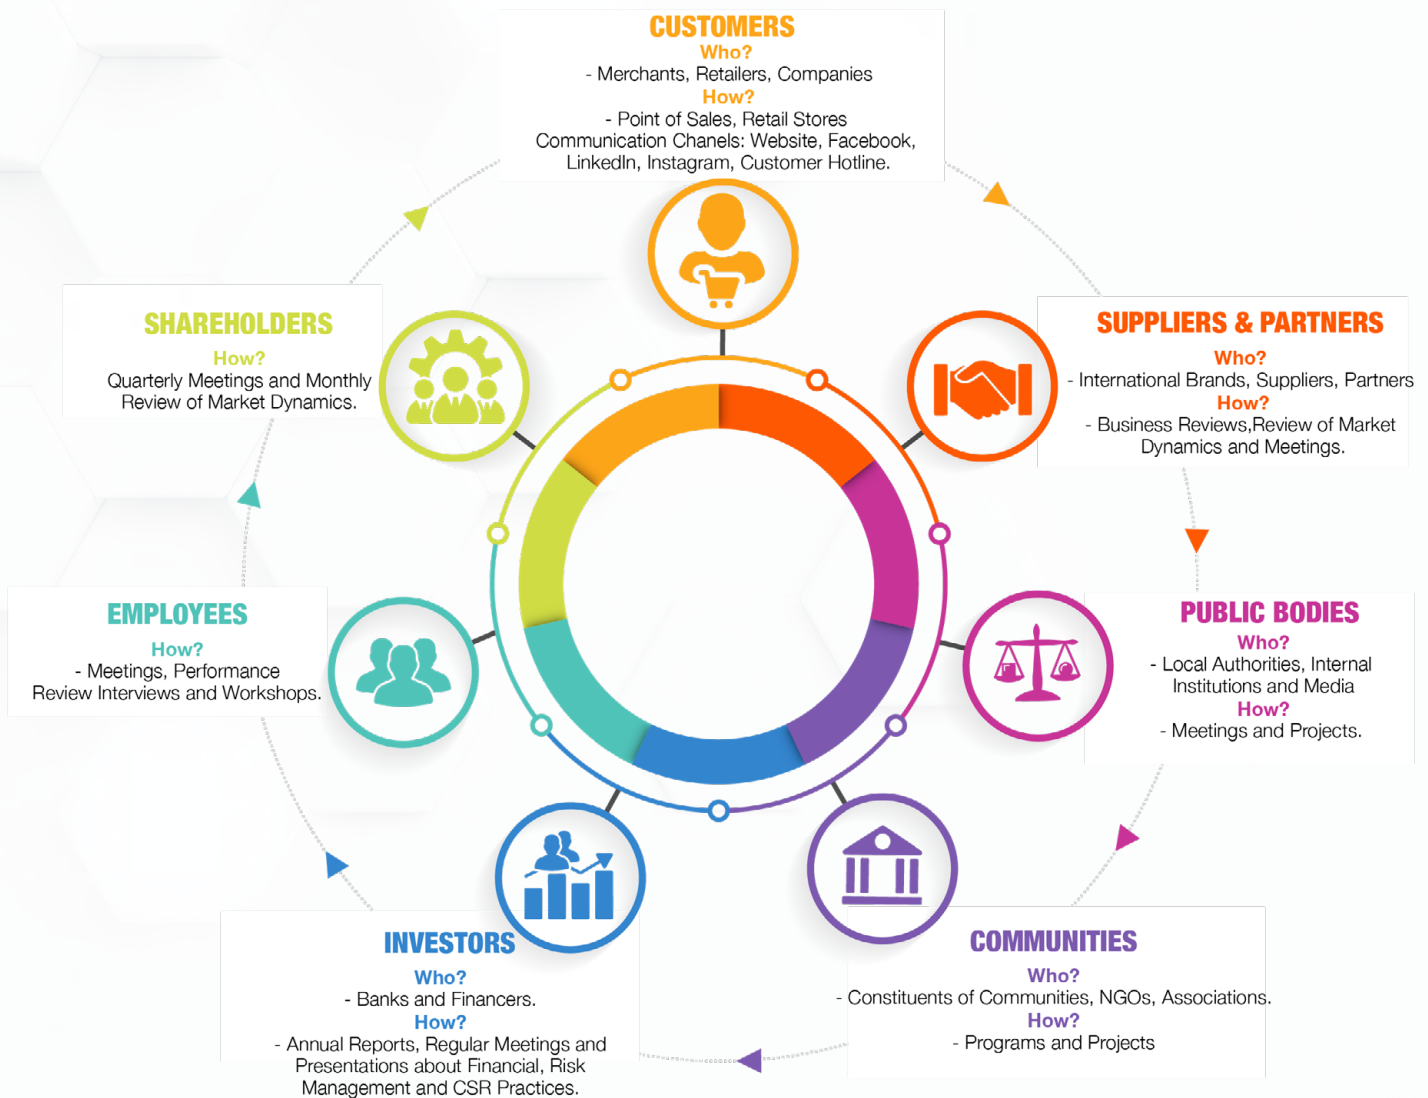 CUSTOMERS
Who?
- Merchants, Retailers, Companies
How?
- Point of Sales, Retail Stores
Communication Chanels: Website, Facebook,
LinkedIn, Instagram, Customer Hotline.
SUPPLIERS & PARTNERS
Who?
- International Brands, Suppliers, Partners
How?
- Business Reviews,Review of Market
Dynamics and Meetings.
PUBLIC BODIES
Who?
- Local Authorities, Internal
Institutions and Media
How?
- Meetings and Projects.
COMMUNITIES
Who?
- Constituents of Communities, NGOs, Associations.
How?
- Programs and Projects
INVESTORS
Who?
- Banks and Financers.
How?
- Annual Reports, Regular Meetings and
Presentations about Financial, Risk
Management and CSR Practices.
EMPLOYEES
How?
- Meetings, Performance
Review Interviews and Workshops.
SHAREHOLDERS
How?
Quarterly Meetings and Monthly
Review of Market Dynamics.